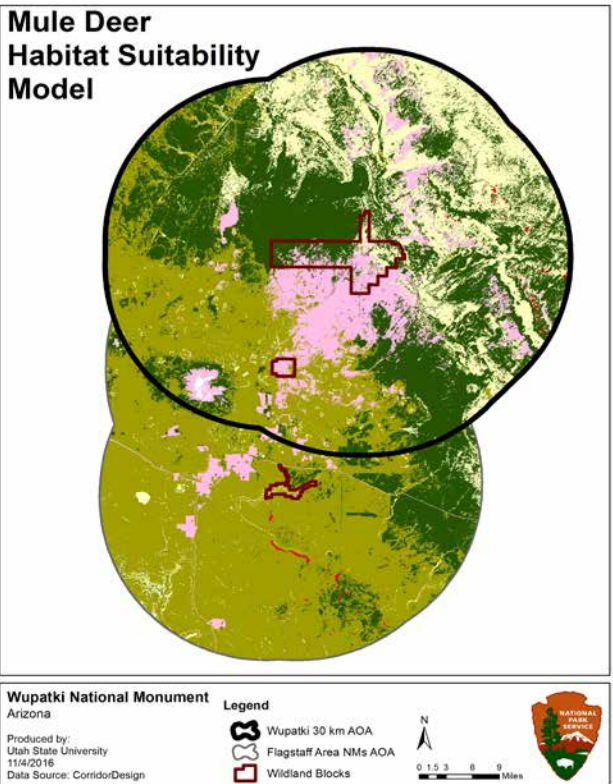 Mule Deer
Habitat Suitability
Model
Wupatki National Monument
Arizona
Produced by:
Utah State University
11/4/2016
Data Source: CorridorDesign
Legend
Wupatki 30 km AOA
Flagstaff Area NMs AOA
Wildland Blocks
N
0 1.5 3 6 9
Miles
NATIONAL
PARK
SERVICE